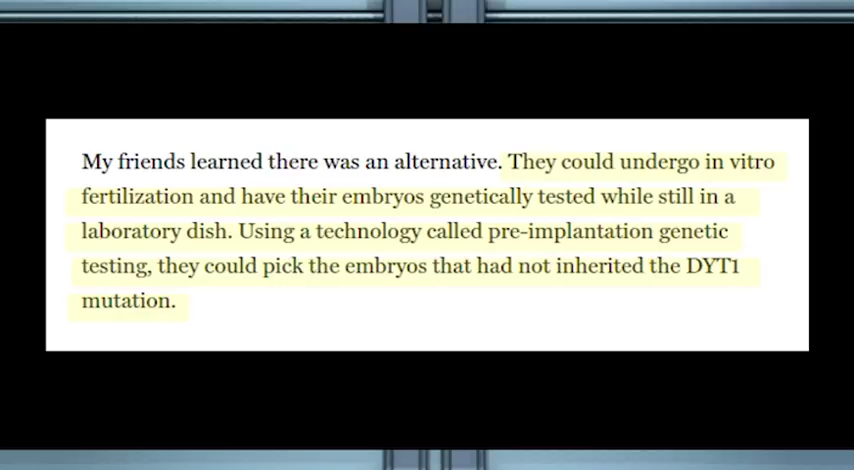 My friends learned there was an alternative. They could undergo in vitro
fertilization and have their embryos genetically tested while still in a
laboratory dish. Using a technology called pre-implantation genetic
testing, they could pick the embryos that had not inherited the DYT1
mutation.